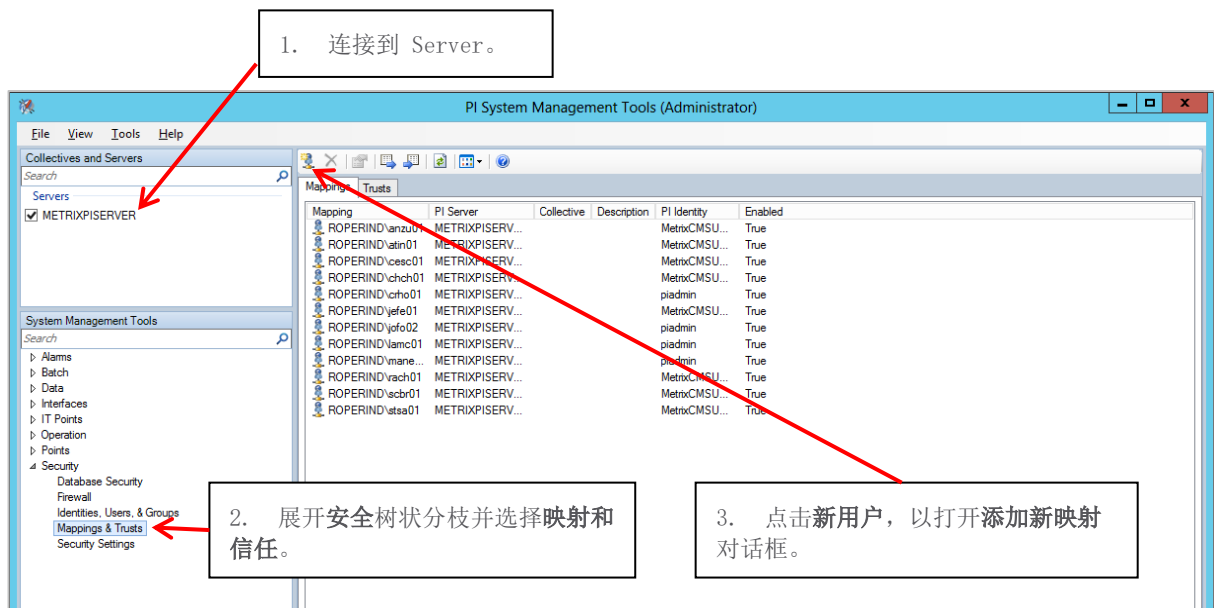 1. 连接到 Server。
PI System Management Tools (Administrator)
File View Tools Help
Collectives and Servers
Search
Servers
METRIXPISERVER
Mappings Trusts
Mapping PI Server Collective Description PI Identity Enabled
ROPERIND\anzu01 METRIXPISERV... MetrixCMSU... True
ROPERIND\atin01 METRIXPISERV... MetrixCMSU... True
ROPERIND\cesc01 METRIXPISERV... MetrixCMSU... True
ROPERIND\chch01 METRIXPISERV... MetrixCMSU... True
ROPERIND\crho01 METRIXPISERV... piadmin True
ROPERIND\jefe01 METRIXPISERV... MetrixCMSU... True
ROPERIND\jofo02 METRIXPISERV... piadmin True
ROPERIND\lamc01 METRIXPISERV... piadmin True
ROPERIND\mane... METRIXPISERV... piadmin True
ROPERIND\rach01 METRIXPISERV... MetrixCMSU... True
ROPERIND\scbr01 METRIXPISERV... MetrixCMSU... True
ROPERIND\stsa01 METRIXPISERV... MetrixCMSU... True
System Management Tools
Search
Alarms
Batch
Data
Interfaces
IT Points
Operation
Points
Security
Database Security
Firewall
Identities, Users, & Groups
Mappings & Trusts
Security Settings
2. 展开安全树状分枝并选择映射和
信任。
3. 点击新用户，以打开添加新映射
对话框。